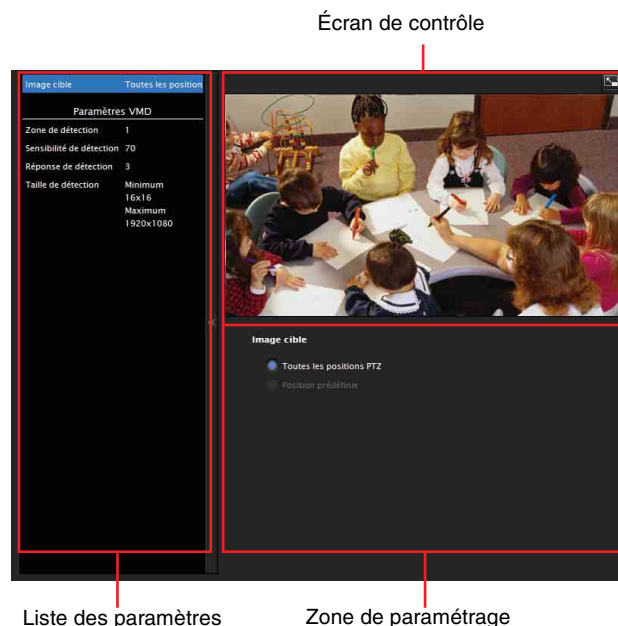 Écran de contrôle
Image cible Toutes les position
Paramètres VMD
Zone de détection 1
Sensibilité de détection 70
Réponse de détection 3
Taille de détection Minimum
16x16
Maximum
1920x1080
«
Image cible
Toutes les positions PTZ
Position prédéfinie
Liste des paramètres Zone de paramétrage